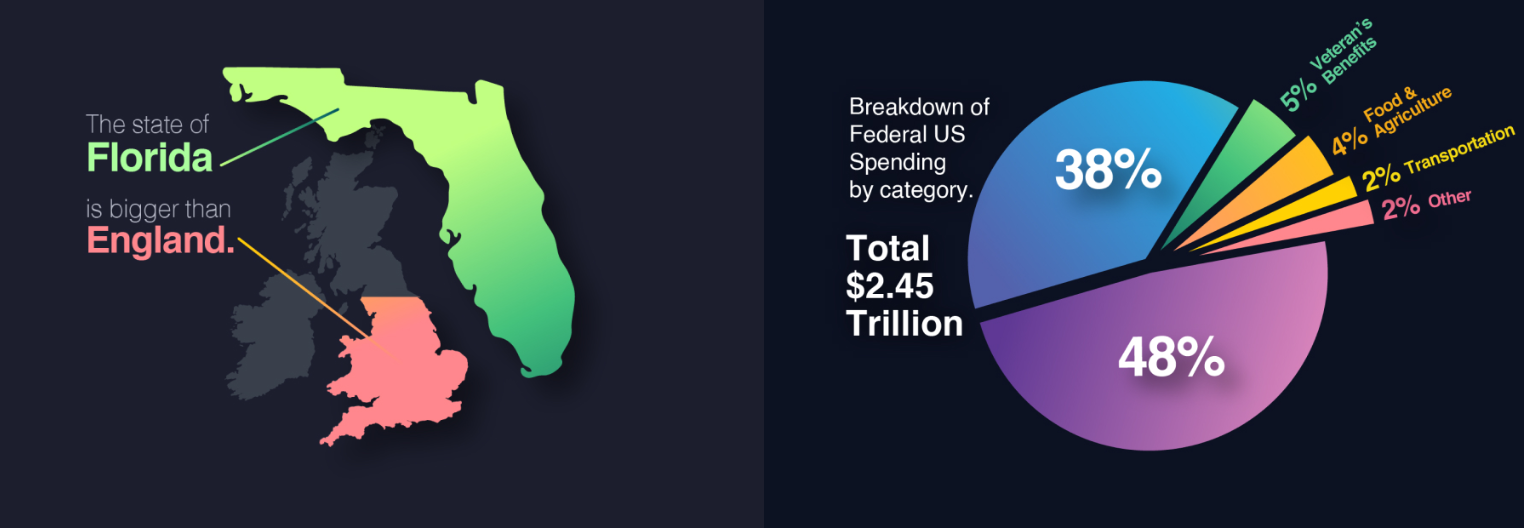 The state of
Florida
is bigger than
England.
Breakdown of
Federal US
Spending
by category.
Total
$2.45
Trillion
38%
48%
5% Veteran's
Benefits
4% Food &
Agriculture
2% Transportation
2% Other